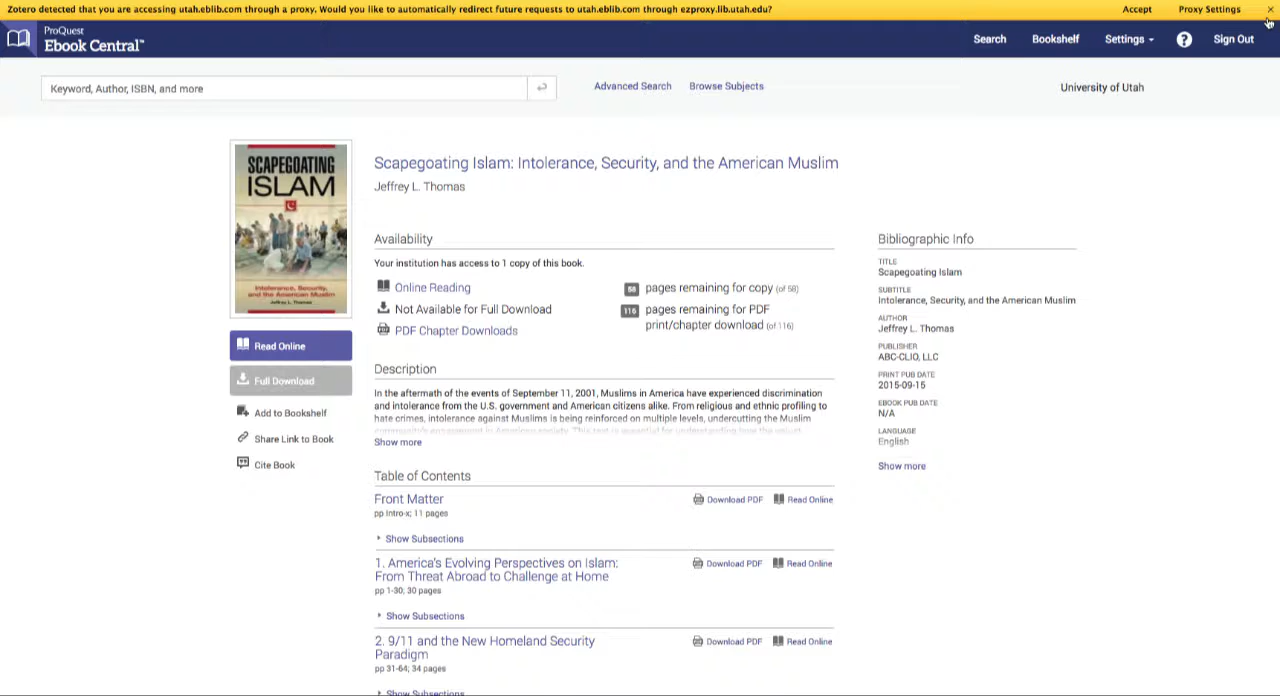 Zotero detected that you are accessing utah.eblib.com through a proxy. Would you like to automatically redirect future requests to utah.eblib.com through ezproxy.lib.utah.edu?
Accept
Proxy Settings
×
ProQuest
Ebook Central™
Search
Bookshelf
Settings
?
Sign Out
Keyword, Author, ISBN, and more
Advanced Search
Browse Subjects
University of Utah
SCAPEGOATING
ISLAM
Intolerance, Security,
and the American Muslim
Jeffrey L. Thomas
Read Online
Full Download
Add to Bookshelf
Share Link to Book
Cite Book
Scapegoating Islam: Intolerance, Security, and the American Muslim
Jeffrey L. Thomas
Availability
Your institution has access to 1 copy of this book.
Online Reading
Not Available for Full Download
PDF Chapter Downloads
58 pages remaining for copy (of 58)
116 pages remaining for PDF
print/chapter download (of 116)
Description
In the aftermath of the events of September 11, 2001, Muslims in America have experienced discrimination
and intolerance from the U.S. government and American citizens alike. From religious and ethnic profiling to
hate crimes, intolerance against Muslims is being reinforced on multiple levels, undercutting the Muslim
Show more
Table of Contents
Front Matter
pp Intro-x; 11 pages
Download PDF
Read Online
Show Subsections
1. America's Evolving Perspectives on Islam:
From Threat Abroad to Challenge at Home
pp 1-30; 30 pages
Download PDF
Read Online
Show Subsections
2. 9/11 and the New Homeland Security
Paradigm
pp 31-64; 34 pages
Download PDF
Read Online
Show Subsections
Bibliographic Info
TITLE
Scapegoating Islam
SUBTITLE
Intolerance, Security, and the American Muslim
AUTHOR
Jeffrey L. Thomas
PUBLISHER
ABC-CLIO, LLC
PRINT PUB DATE
2015-09-15
EBOOK PUB DATE
N/A
LANGUAGE
English
Show more